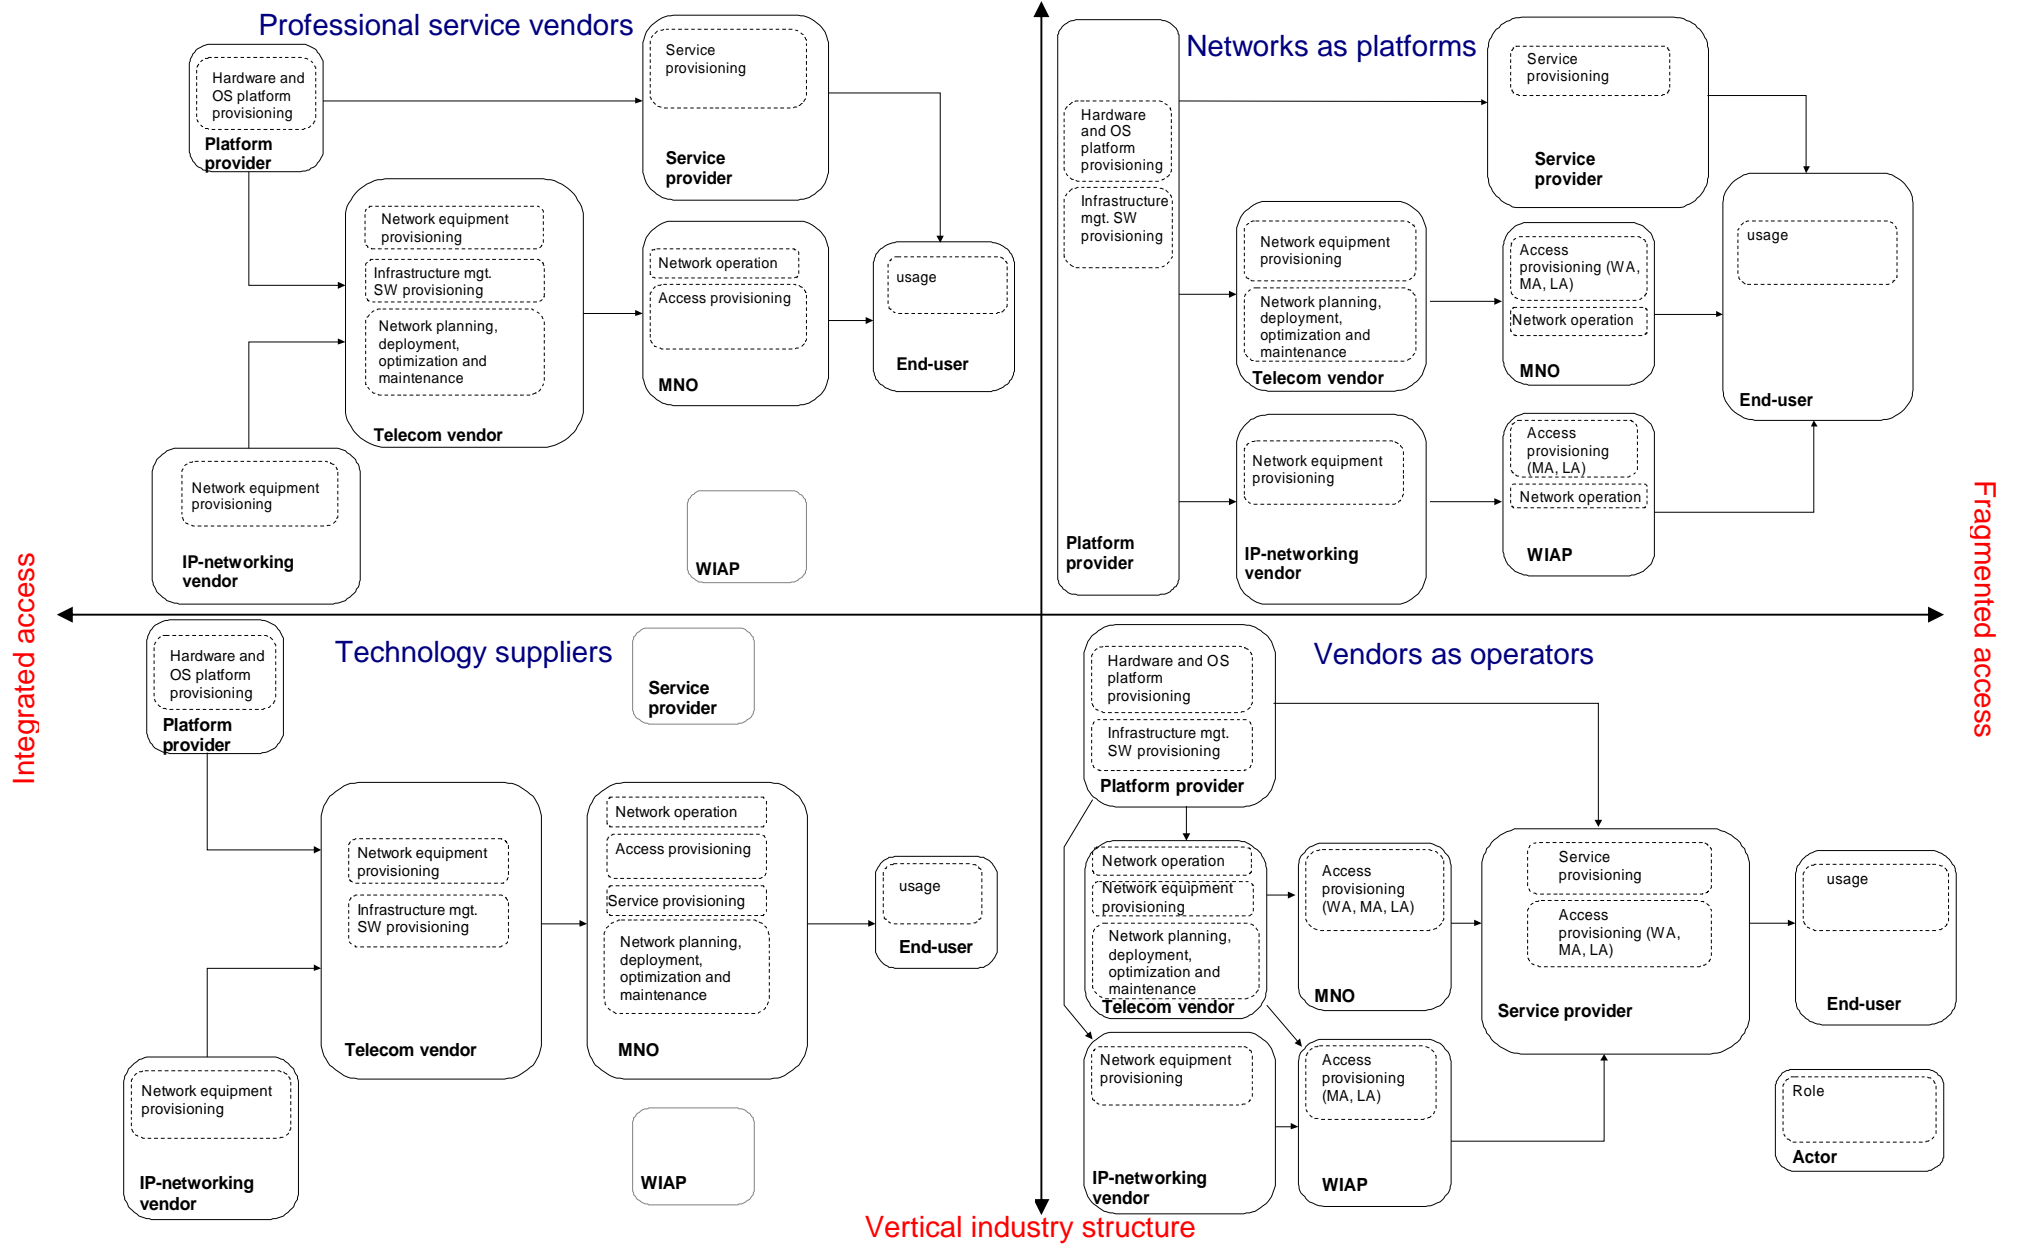 Professional service vendors
Hardware and
OS platform
provisioning
Platform
provider
Service
provisioning
Service
provider
Network equipment
provisioning
Infrastructure mgt.
SW provisioning
Network planning,
deployment,
optimization and
maintenance
Telecom vendor
Network operation
Access provisioning
MNO
usage
End-user
Network equipment
provisioning
IP-networking
vendor
WIAP
Networks as platforms
Hardware
and OS
platform
provisioning
Infrastructure
mgt. SW
provisioning
Platform
provider
Service
provisioning
Service
provider
Network equipment
provisioning
Network planning,
deployment,
optimization and
maintenance
Telecom vendor
Access
provisioning (WA,
MA, LA)
Network operation
MNO
usage
End-user
Network equipment
provisioning
IP-networking
vendor
Access
provisioning
(MA, LA)
Network operation
WIAP
Integrated access
Fragmented access
Technology suppliers
Hardware and
OS platform
provisioning
Platform
provider
Service
provider
Network equipment
provisioning
Infrastructure mgt.
SW provisioning
Telecom vendor
Network operation
Access provisioning
Service provisioning
Network planning,
deployment,
optimization and
maintenance
MNO
usage
End-user
Network equipment
provisioning
IP-networking
vendor
WIAP
Vendors as operators
Hardware and OS
platform
provisioning
Infrastructure mgt.
SW provisioning
Platform provider
Network operation
Network equipment
provisioning
Network planning,
deployment,
optimization and
maintenance
Telecom vendor
Access
provisioning
(WA, MA, LA)
MNO
Service
provisioning
Access
provisioning (WA,
MA, LA)
Service provider
usage
End-user
Network equipment
provisioning
IP-networking
vendor
Access
provisioning
(MA, LA)
WIAP
Role
Actor
Vertical industry structure